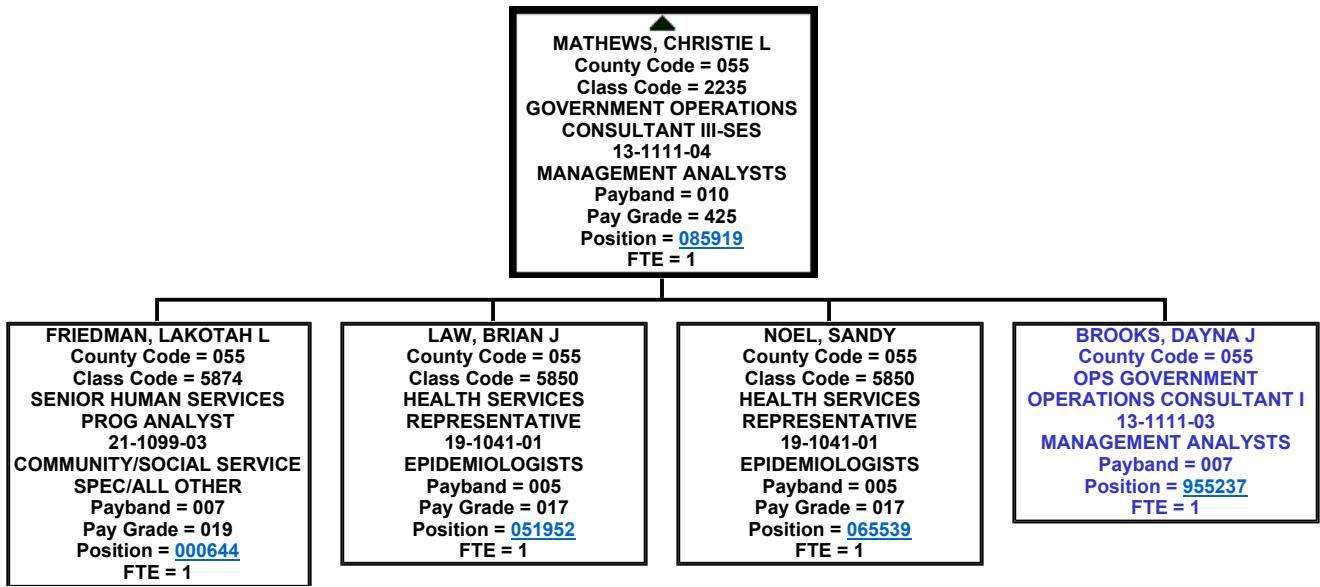 MATHEWS, CHRISTIE L
County Code = 055
Class Code = 2235
GOVERNMENT OPERATIONS
CONSULTANT III-SES
13-1111-04
MANAGEMENT ANALYSTS
Payband = 010
Pay Grade = 425
Position = 085919
FTE = 1
FRIEDMAN, LAKOTAH L
County Code = 055
Class Code = 5874
SENIOR HUMAN SERVICES
PROG ANALYST
21-1099-03
COMMUNITY/SOCIAL SERVICE
SPEC/ALL OTHER
Payband = 007
Pay Grade = 019
Position = 000644
FTE = 1
LAW, BRIAN J
County Code = 055
Class Code = 5850
HEALTH SERVICES
REPRESENTATIVE
19-1041-01
EPIDEMIOLOGISTS
Payband = 005
Pay Grade = 017
Position = 051952
FTE = 1
NOEL, SANDY
County Code = 055
Class Code = 5850
HEALTH SERVICES
REPRESENTATIVE
19-1041-01
EPIDEMIOLOGISTS
Payband = 005
Pay Grade = 017
Position = 065539
FTE = 1
BROOKS, DAYNA J
County Code = 055
OPS GOVERNMENT
OPERATIONS CONSULTANT I
13-1111-03
MANAGEMENT ANALYSTS
Payband = 007
Position = 955237
FTE = 1